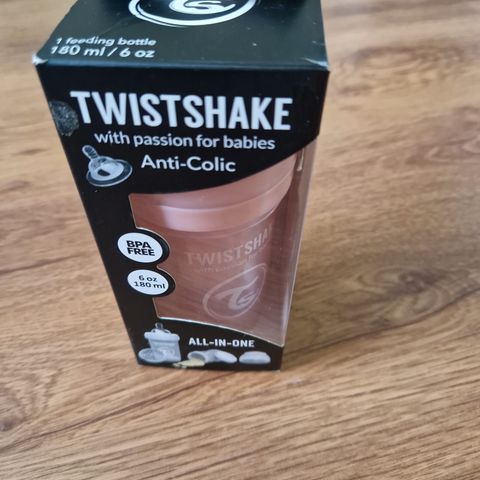 1 feeding bottle
180 ml / 6 oz
TWISTSHAKE
with passion for babies
Anti-Colic
BPA
FREE
TWISTSHAK
6 oz
180 ml
ALL-IN-ONE